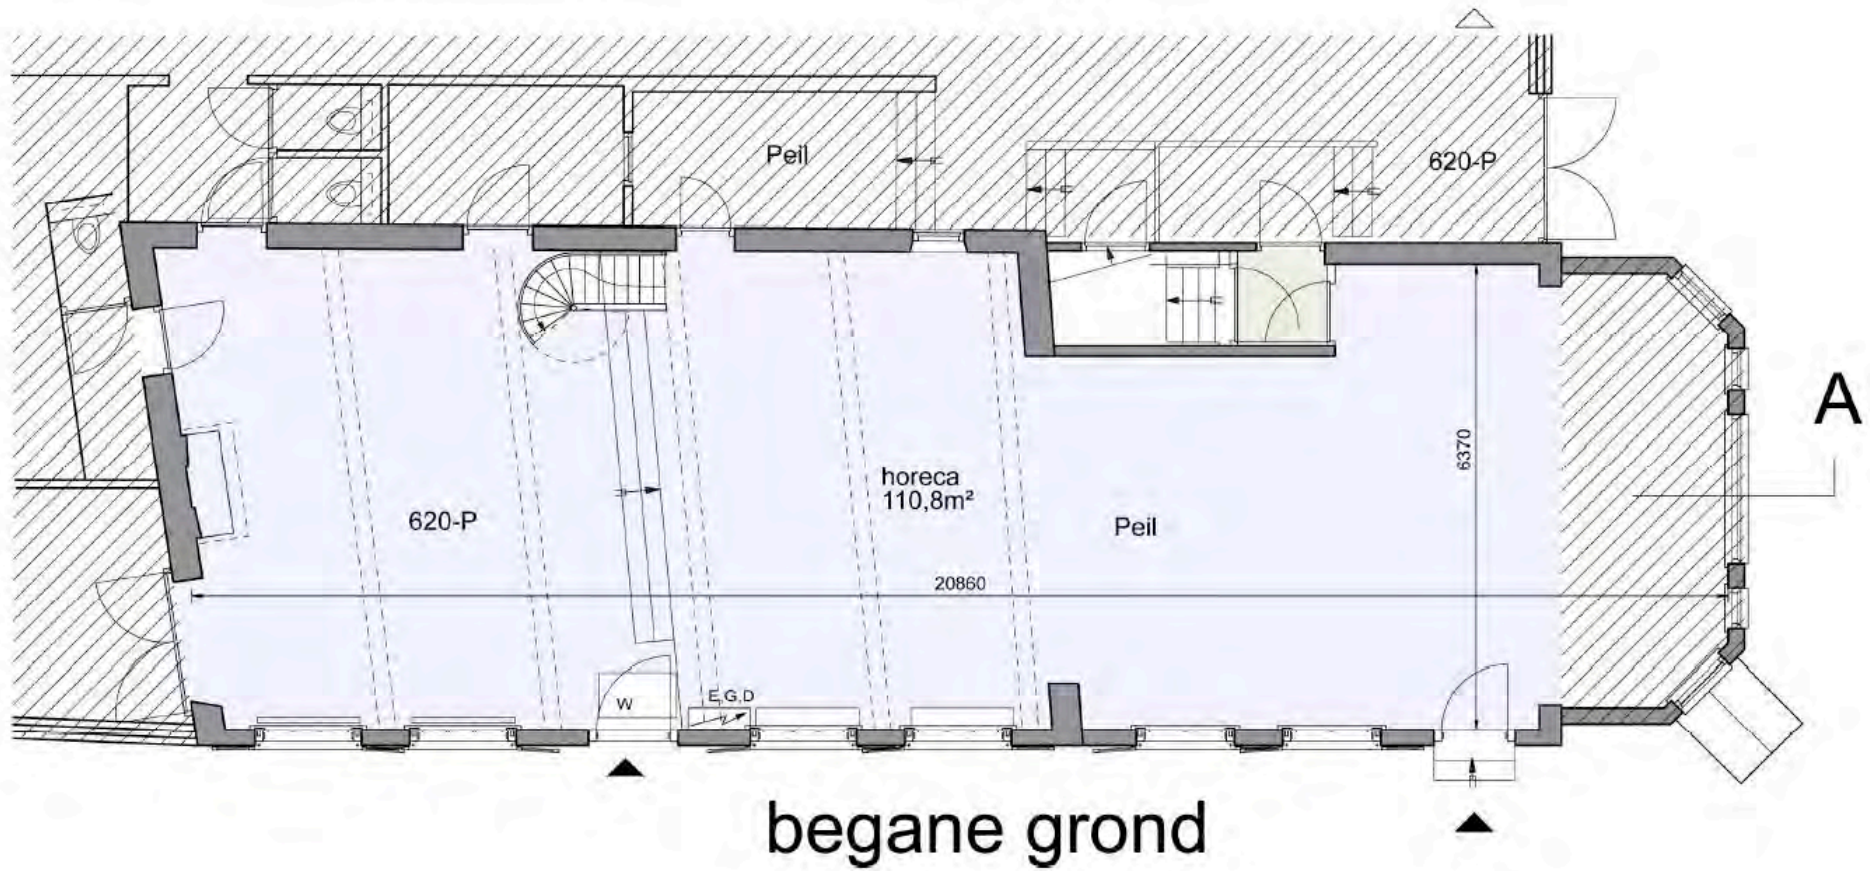 Peil
620-P
A
horeca
110,8m²
6370
620-P
Peil
20860
E,G,D
W
begane grond